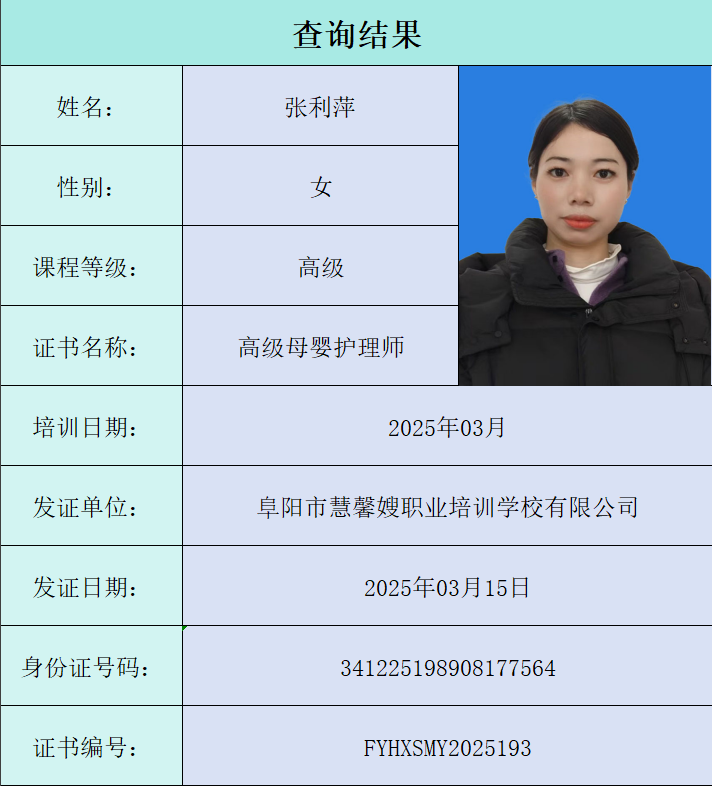 查询结果
姓名： 张利萍
性别： 女
课程等级： 高级
证书名称： 高级母婴护理师
培训日期： 2025年03月
发证单位： 阜阳市慧馨嫂职业培训学校有限公司
发证日期： 2025年03月15日
身份证号码： 341225198908177564
证书编号： FYHXSMY2025193